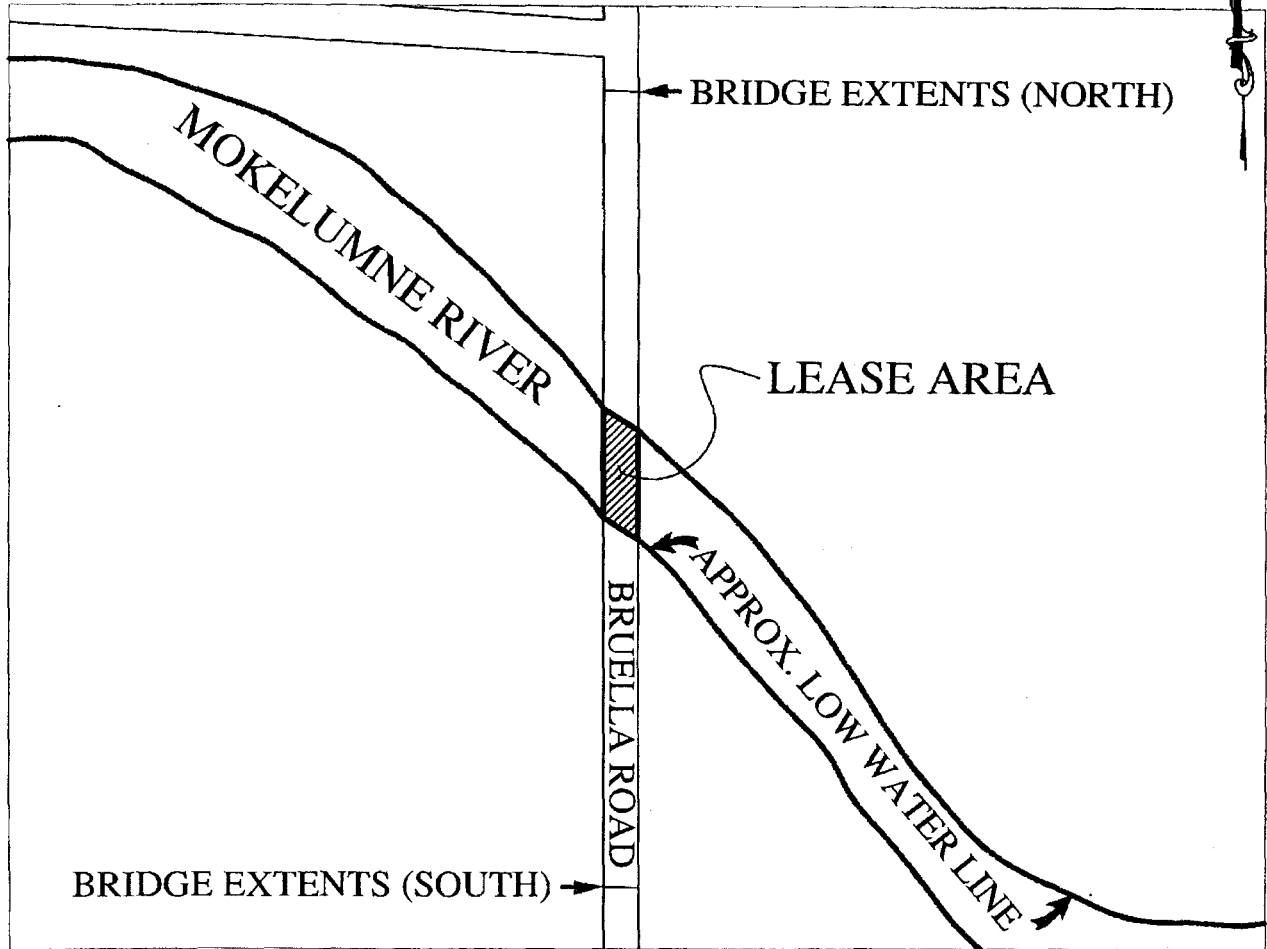 BRIDGE EXTENTS (NORTH)
MOKELUMNE RIVER
LEASE AREA
APPROX. LOW WATER LINE
BRUELLA ROAD
BRIDGE EXTENTS (SOUTH)